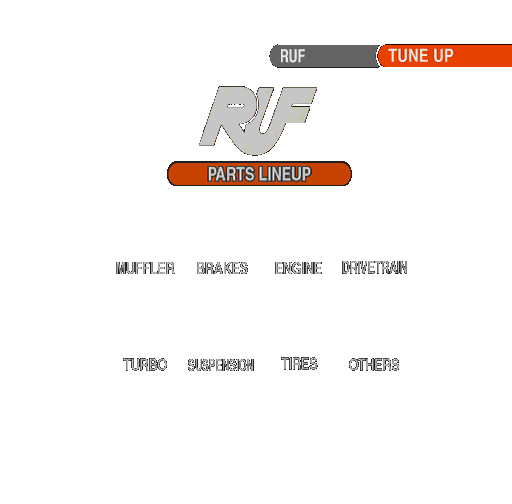 RUF TUNE UP
RUF
PARTS LINEUP
MUFFLER BRAKES ENGINE DRIVETRAIN
TURBO SUSPENSION TIRES OTHERS